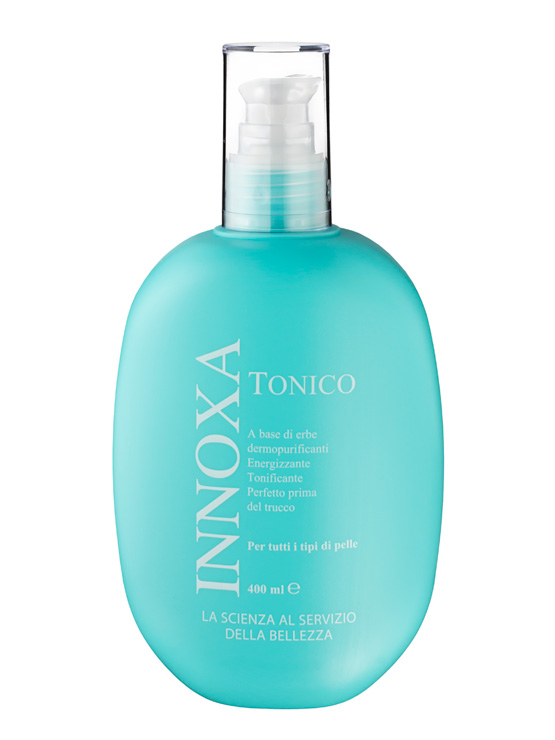 INNOXA
TONICO
A base di erbe
dermopurificanti
Energizzante
Tonificante
Perfetto prima
del trucco
Per tutti i tipi di pelle
400 ml ℮
LA SCIENZA AL SERVIZIO
DELLA BELLEZZA